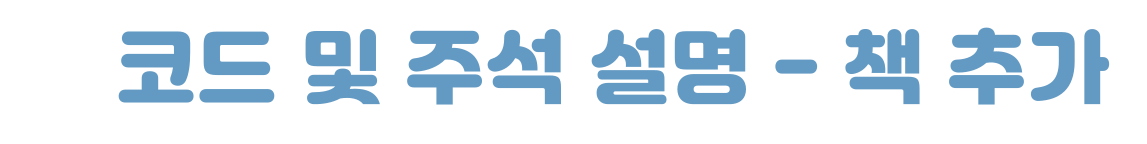 코드 및 주석 설명 - 책 추가